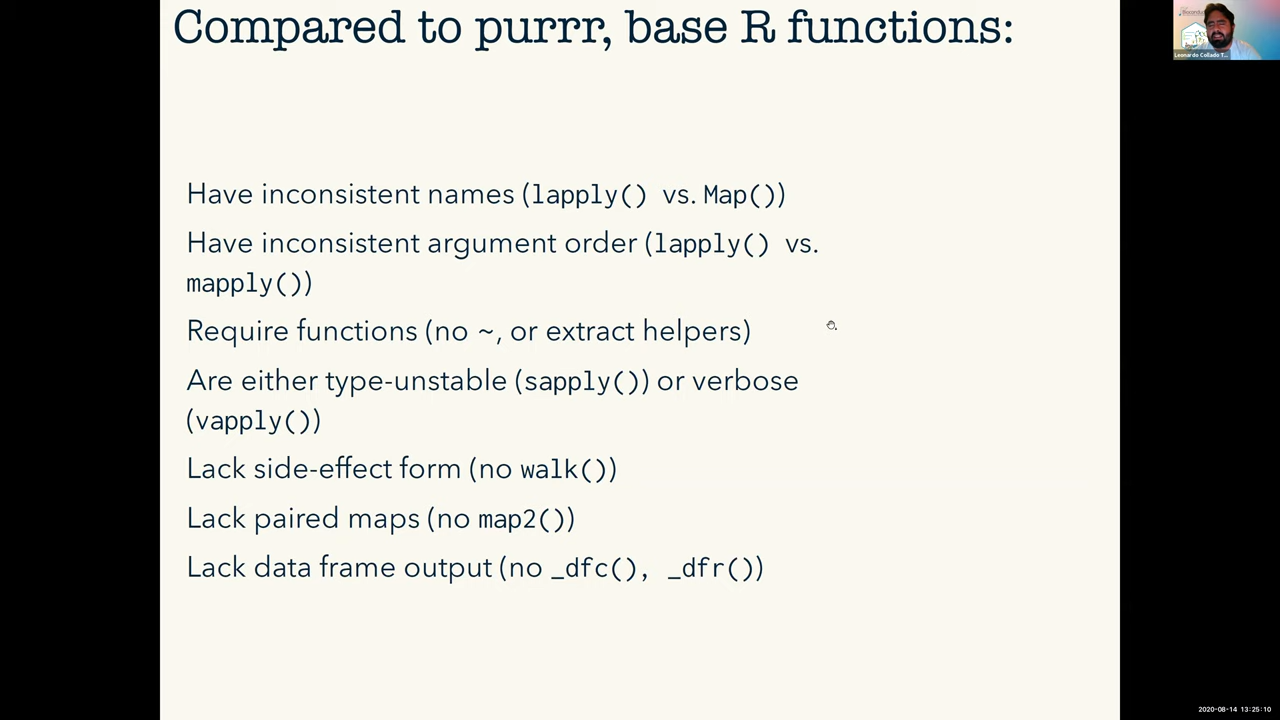 Compared to purrr, base R functions:
Leonardo Collado T...
Have inconsistent names (lapply() vs. Map())
Have inconsistent argument order (lapply() vs.
mapply())
Require functions (no ~, or extract helpers)
Are either type-unstable (sapply()) or verbose
(vapply())
Lack side-effect form (no walk())
Lack paired maps (no map2())
Lack data frame output (no _dfc(), _dfr())
2020-08-14 13:25:10